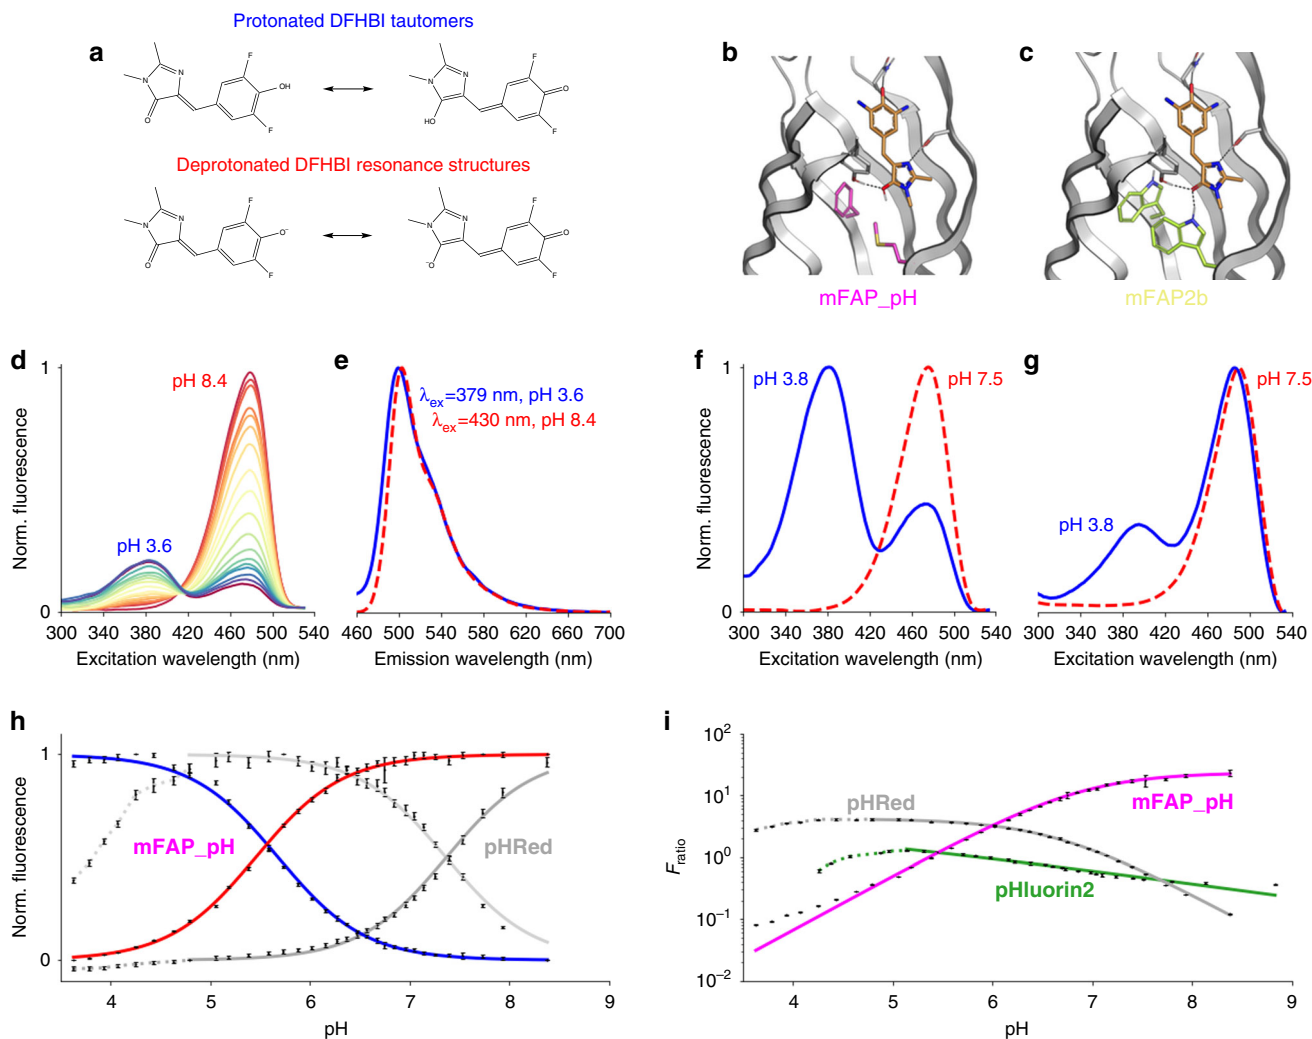 Protonated DFHBI tautomers
a
N
N
O
F
F
OH
N
N
HO
F
F
O
Deprotonated DFHBI resonance structures
N
N
O
F
F
O⁻
N
N
⁻O
F
F
O
b
mFAP_pH
c
mFAP2b
d
pH 8.4
pH 3.6
Norm. fluorescence
1
0
300 360 420 460 500 540
Excitation wavelength (nm)
e
λex=379 nm, pH 3.6
λex=430 nm, pH 8.4
460 500 540 580 620 660 700
Emission wavelength (nm)
f
pH 3.8
pH 7.5
Norm. fluorescence
1
0
300 380 420 460 540
Excitation wavelength (nm)
g
pH 7.5
pH 3.8
300 380 420 460 500 540
Excitation wavelength (nm)
h
Norm. fluorescence
1
0
mFAP_pH
pHRed
4 5 6 7 8 9
pH
i
Fratio
10²
10¹
10⁰
10⁻¹
10⁻²
pHRed
mFAP_pH
pHluorin2
4 5 6 7 8 9
pH